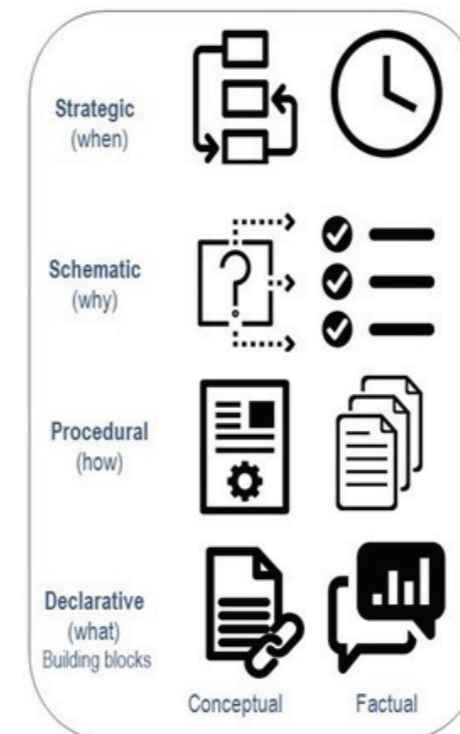 Strategic
(when)
Schematic
(why)
Procedural
(how)
Declarative
(what)
Building blocks
Conceptual Factual